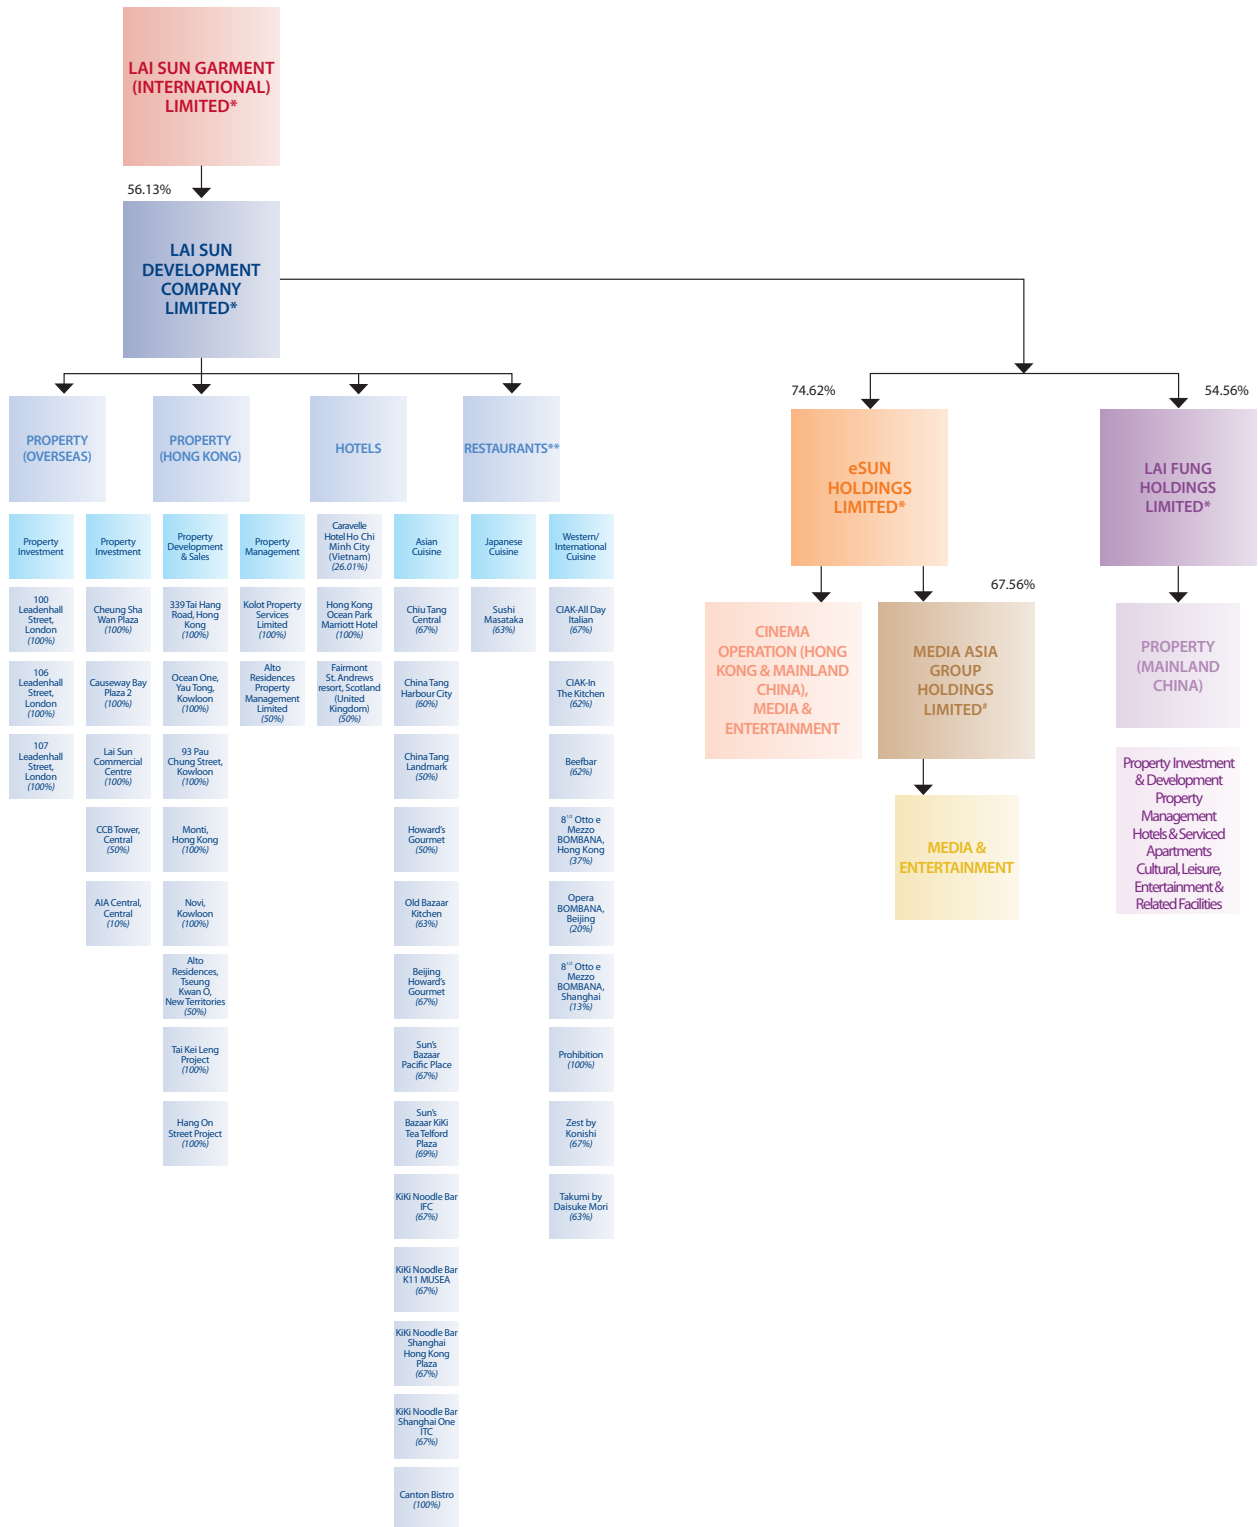 LAI SUN GARMENT
(INTERNATIONAL)
LIMITED*
56.13%
LAI SUN
DEVELOPMENT
COMPANY
LIMITED*
PROPERTY
(OVERSEAS)
PROPERTY
(HONG KONG)
HOTELS
RESTAURANTS**
Property
Investment
100
Leadenhall
Street,
London
(100%)
106
Leadenhall
Street,
London
(100%)
107
Leadenhall
Street,
London
(100%)
Property
Investment
Cheung Sha
Wan Plaza
(100%)
Causeway Bay
Plaza 2
(100%)
Lai Sun
Commercial
Centre
(100%)
CCB Tower,
Central
(50%)
AIA Central,
Central
(10%)
Property
Development
& Sales
339 Tai Hang
Road, Hong
Kong
(100%)
Ocean One,
Yau Tong,
Kowloon
(100%)
93 Pau
Chung Street,
Kowloon
(100%)
Monti,
Hong Kong
(100%)
Novi,
Kowloon
(100%)
Alto
Residences,
Tseung
Kwan O,
New Territories
(50%)
Tai Kei Leng
Project
(100%)
Hang On
Street Project
(100%)
Property
Management
Kolot Property
Services
Limited
(100%)
Alto
Residences
Property
Management
Limited
(50%)
Caravelle
Hotel Ho Chi
Minh City
(Vietnam)
(26.01%)
Hong Kong
Ocean Park
Marriott Hotel
(100%)
Fairmont
St. Andrews
resort, Scotland
(United
Kingdom)
(50%)
Asian
Cuisine
Chiu Tang
Central
(67%)
China Tang
Harbour City
(60%)
China Tang
Landmark
(50%)
Howard's
Gourmet
(50%)
Old Bazaar
Kitchen
(63%)
Beijing
Howard's
Gourmet
(67%)
Sun's
Bazaar
Pacific Place
(67%)
Sun's
Bazaar KiKi
Tea Telford
Plaza
(69%)
KiKi Noodle Bar
IFC
(67%)
KiKi Noodle Bar
K11 MUSEA
(67%)
KiKi Noodle Bar
Shanghai
Hong Kong
Plaza
(67%)
KiKi Noodle Bar
Shanghai One
ITC
(67%)
Canton Bistro
(100%)
Japanese
Cuisine
Sushi
Masataka
(63%)
Western/
International
Cuisine
CIAK-All Day
Italian
(67%)
CIAK-In
The Kitchen
(62%)
Beefbar
(62%)
8 1/2 Otto e
Mezzo
BOMBANA,
Hong Kong
(37%)
Opera
BOMBANA,
Beijing
(20%)
8 1/2 Otto e
Mezzo
BOMBANA,
Shanghai
(13%)
Prohibition
(100%)
Zest by
Konishi
(67%)
Takumi by
Daisuke Mori
(63%)
74.62%
eSUN
HOLDINGS
LIMITED*
CINEMA
OPERATION (HONG
KONG & MAINLAND
CHINA),
MEDIA &
ENTERTAINMENT
67.56%
MEDIA ASIA
GROUP
HOLDINGS
LIMITED#
MEDIA &
ENTERTAINMENT
54.56%
LAI FUNG
HOLDINGS
LIMITED*
PROPERTY
(MAINLAND
CHINA)
Property Investment
& Development
Property
Management
Hotels & Serviced
Apartments
Cultural, Leisure,
Entertainment &
Related Facilities